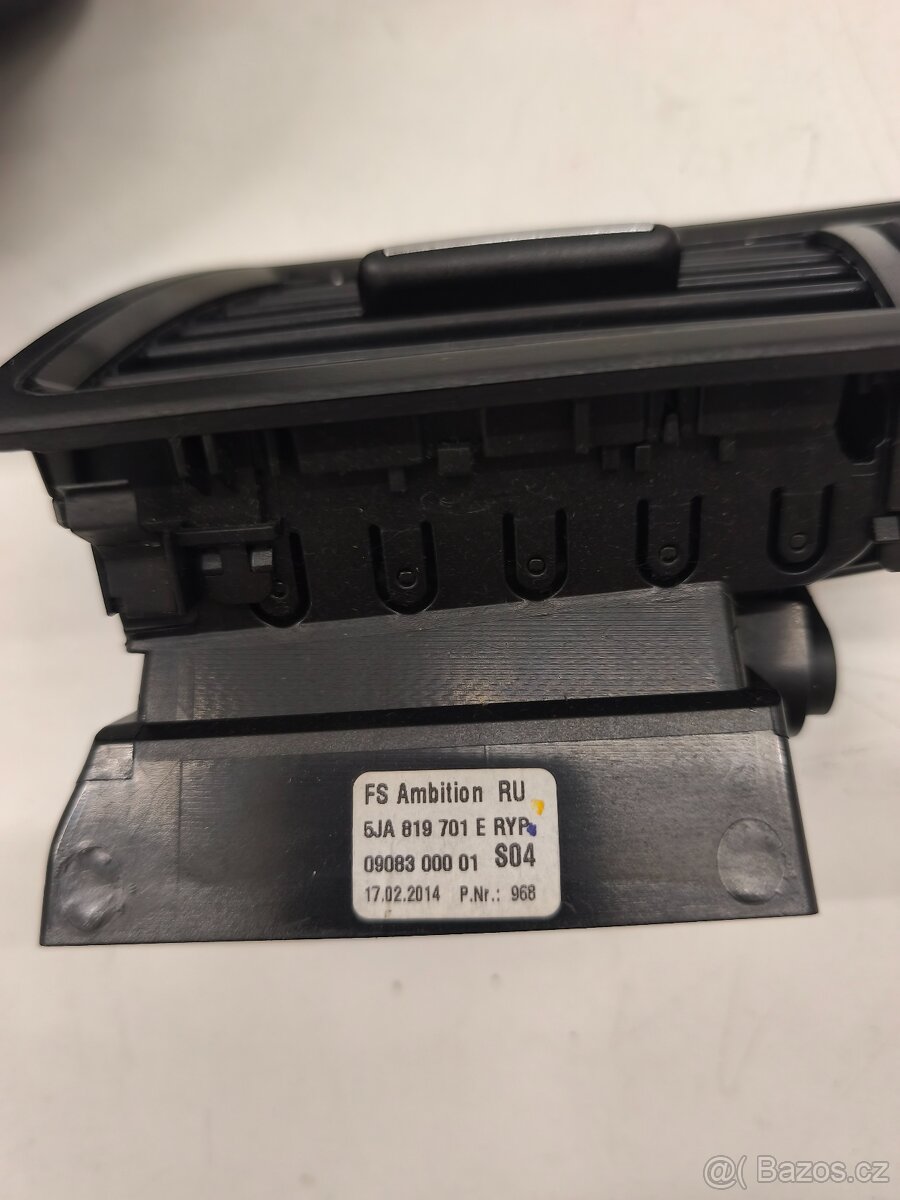 FS Ambition RU
5JA 819 701 E RYP
09083 000 01 S04
17.02.2014 P.Nr.: 968
@( Bazos.cz